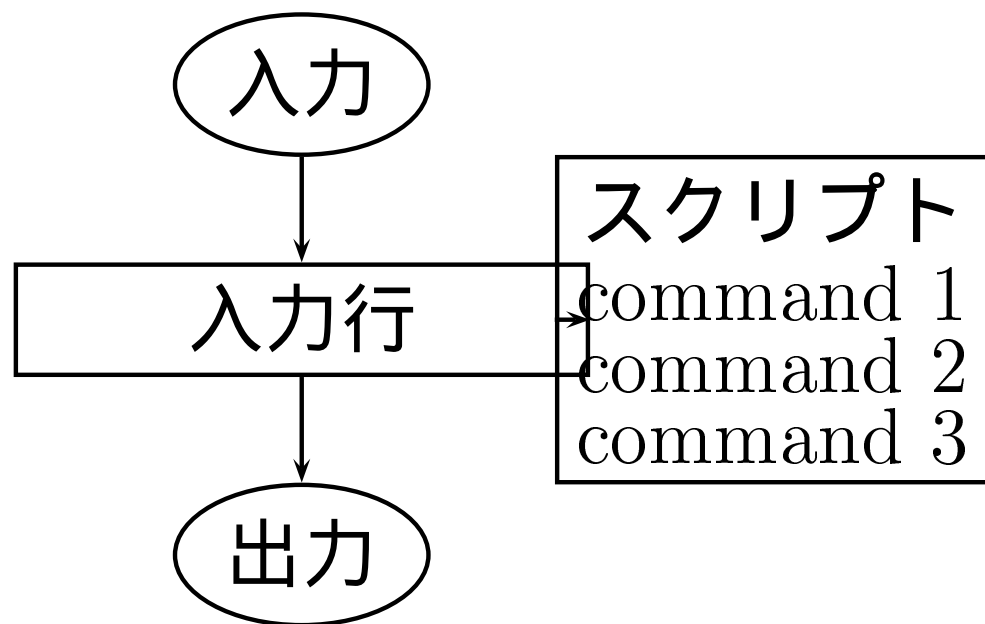 入力
入力行
出力
スクリプト
command 1
command 2
command 3